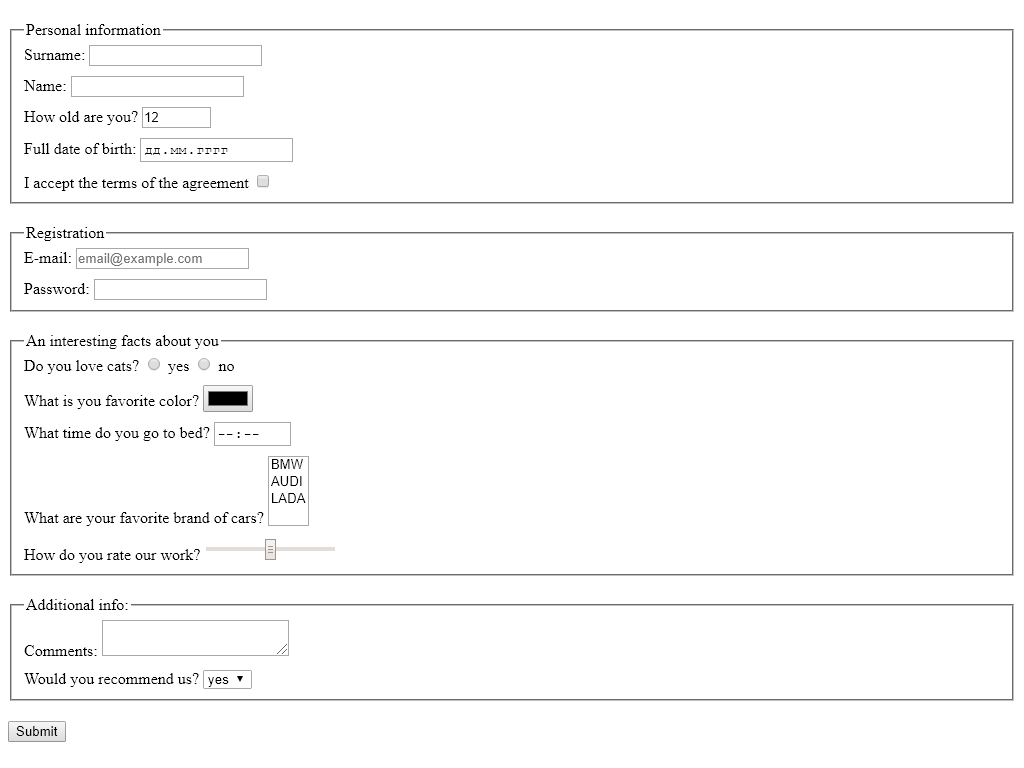 Personal information
Surname:
Name:
How old are you? 12
Full date of birth: дд.мм.гггг
I accept the terms of the agreement
Registration
E-mail: email@example.com
Password:
An interesting facts about you
Do you love cats? yes no
What is you favorite color?
What time do you go to bed? --:--
BMW
AUDI
LADA
What are your favorite brand of cars?
How do you rate our work?
Additional info:
Comments:
Would you recommend us? yes
Submit